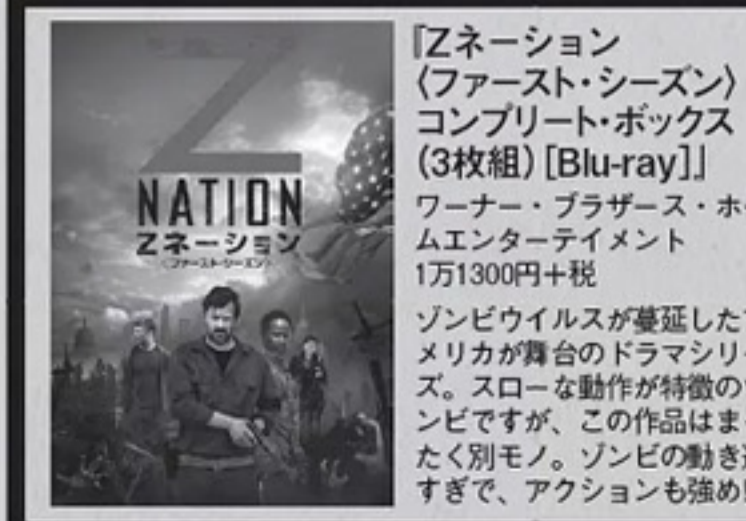 Z
NATION
Zネーション
〈ファースト・シーズン〉
『Zネーション
〈ファースト・シーズン〉
コンプリート・ボックス
(3枚組) [Blu-ray]』
ワーナー・ブラザース・ホー
ムエンターテイメント
1万1300円+税
ゾンビウイルスが蔓延した
メリカが舞台のドラマシリー
ズ。スローな動作が特徴の
ンビですが、この作品はまっ
たく別モノ。ゾンビの動き
すぎで、アクションも強め!